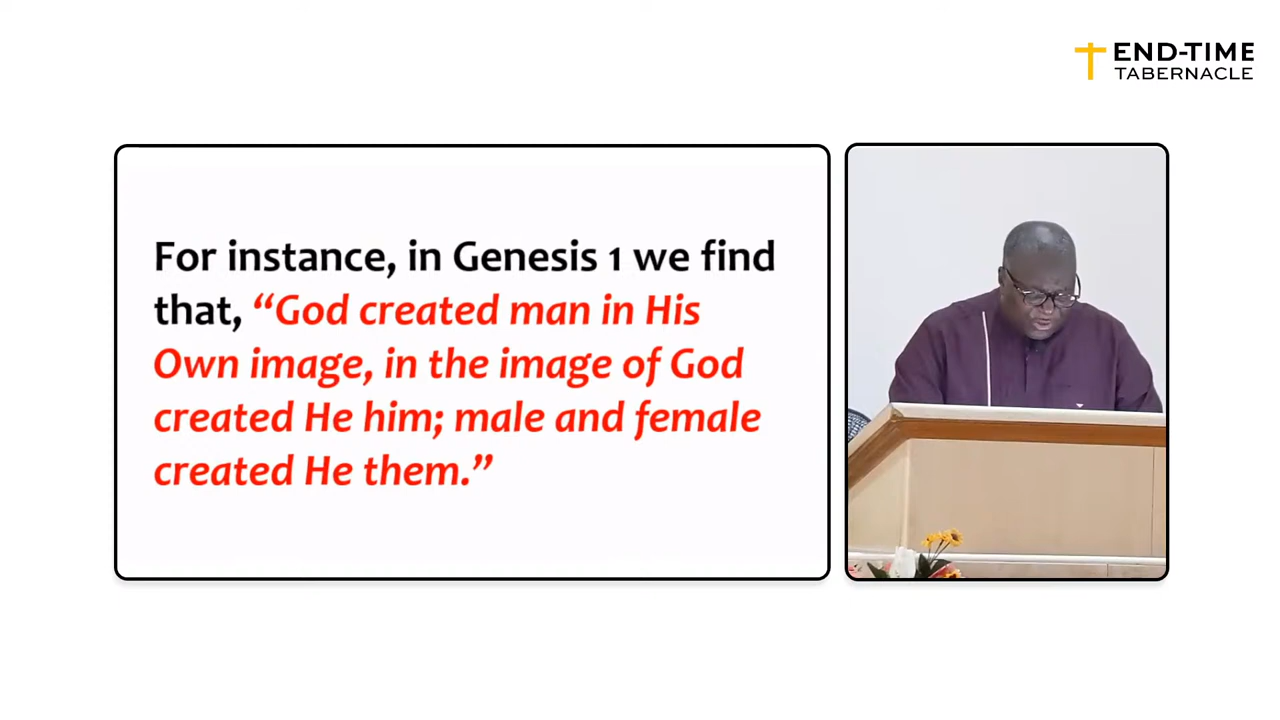 END-TIME
TABERNACLE
For instance, in Genesis 1 we find
that, “God created man in His
Own image, in the image of God
created He him; male and female
created He them.”